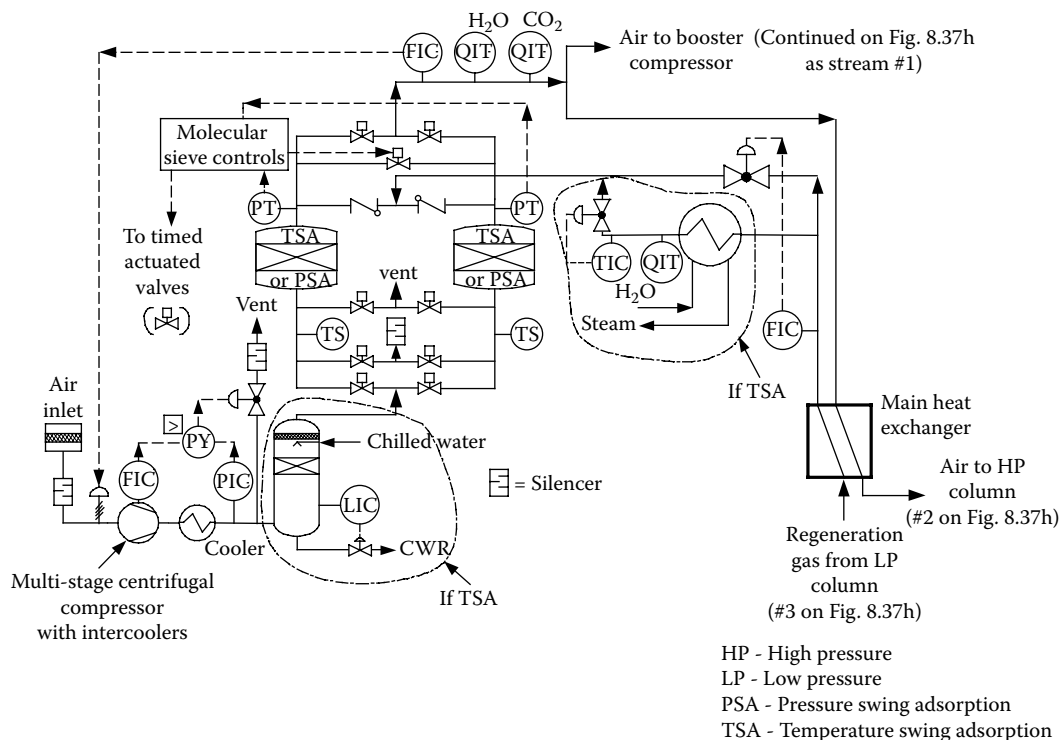 H2O CO2
FIC QIT QIT
Air to booster (Continued on Fig. 8.37h
compressor as stream #1)
Molecular
sieve controls
PT
PT
To timed
actuated
valves
( )
TSA
or PSA
TSA
or PSA
TIC QIT
H2O
Steam
FIC
If TSA
vent
Vent
TS
TS
Air
inlet
>
PY
FIC
PIC
Chilled water
= Silencer
LIC
CWR
Cooler
If TSA
Multi-stage centrifugal
compressor
with intercoolers
Main heat
exchanger
Air to HP
column
(#2 on Fig. 8.37h)
Regeneration
gas from LP
column
(#3 on Fig. 8.37h)
HP - High pressure
LP - Low pressure
PSA - Pressure swing adsorption
TSA - Temperature swing adsorption